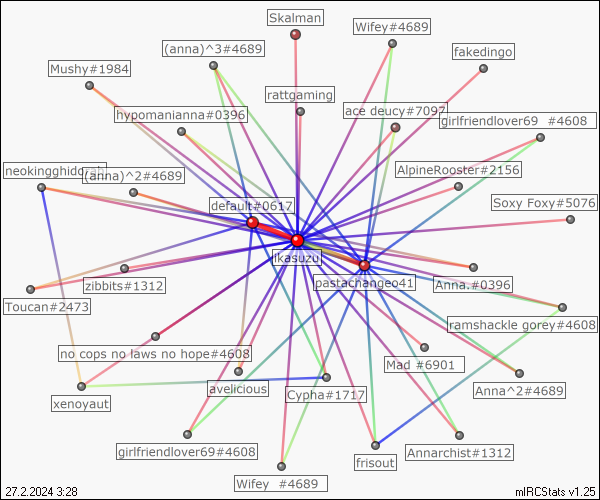 Skalman
(anna)^3#4689
Wifey#4689
fakedingo
Mushy#1984
rattgaming
hypomanianna#0396
ace deucy#7097
girlfriendlover69 #4608
neokingghidorah
(anna)^2#4689
AlpineRooster#2156
default#0617
Soxy Foxy#5076
ikasuzu
pastachangeo41
zibbits#1312
Anna.#0396
Toucan#2473
ramshackle gorey#4608
no cops no laws no hope#4608
Mad #6901
avelicious
Cypha#1717
Anna^2#4689
xenoyaut
girlfriendlover69#4608
frisout
Annarchist#1312
Wifey #4689
27.2.2024 3:28
mIRCStats v1.25